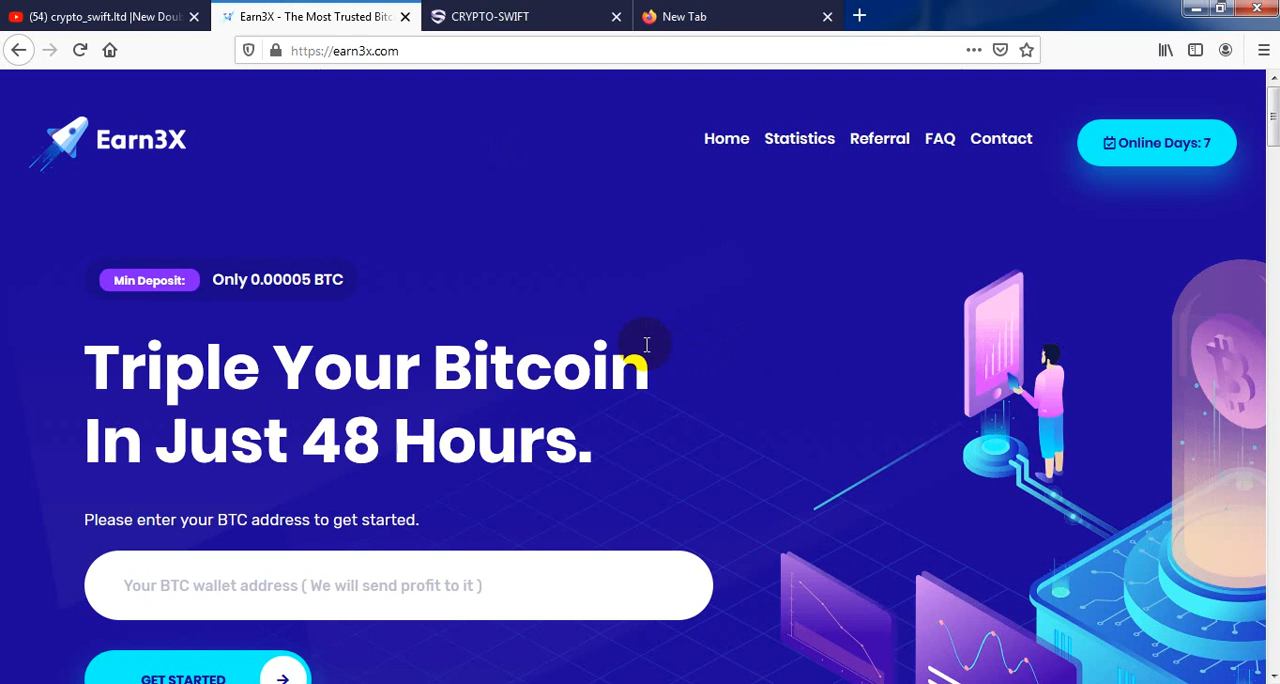 (54) crypto_swift.ltd |New Doub
Earn3X - The Most Trusted Bitc
CRYPTO-SWIFT
New Tab
https://earn3x.com
Earn3X
Home
Statistics
Referral
FAQ
Contact
Online Days: 7
Min Deposit:
Only 0.00005 BTC
Triple Your Bitcoin
In Just 48 Hours.
Please enter your BTC address to get started.
Your BTC wallet address ( We will send profit to it )
GET STARTED